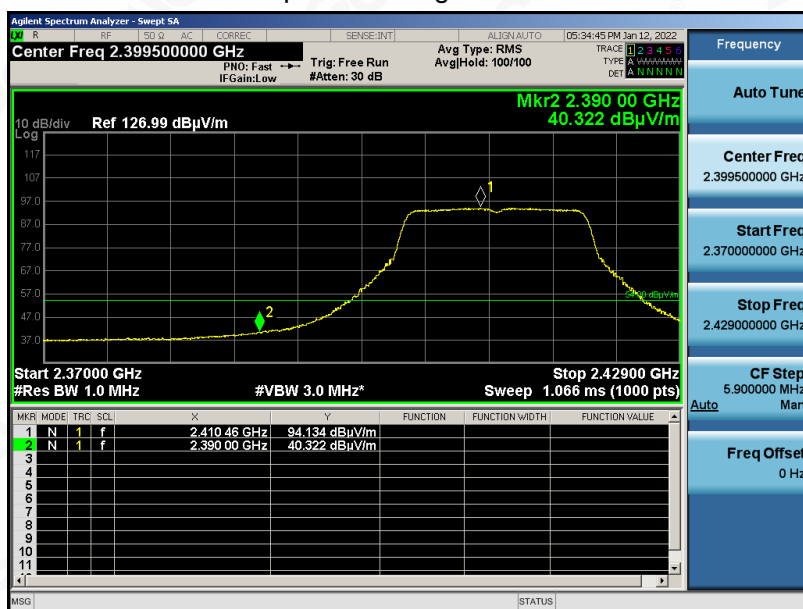 Agilent Spectrum Analyzer - Swept SA
LXI R RF 50 Ω AC CORREC SENSE:INT ALIGN AUTO 05:34:45 PM Jan 12, 2022
Center Freq 2.399500000 GHz
PNO: Fast
IFGain:Low
Trig: Free Run
#Atten: 30 dB
Avg Type: RMS
Avg|Hold: 100/100
TRACE 1 2 3 4 5 6
TYPE A
DET A N N N N N
Mkr2 2.390 00 GHz
40.322 dBµV/m
10 dB/div Ref 126.99 dBµV/m
Log
117
107
97.0
87.0
77.0
67.0
57.0
47.0
37.0
1
2
54.00 dBµV/m
Start 2.37000 GHz Stop 2.42900 GHz
#Res BW 1.0 MHz #VBW 3.0 MHz* Sweep 1.066 ms (1000 pts)
MKR MODE TRC SCL X Y FUNCTION FUNCTION WIDTH FUNCTION VALUE
1 N 1 f 2.410 46 GHz 94.134 dBµV/m
2 N 1 f 2.390 00 GHz 40.322 dBµV/m
3
4
5
6
7
8
9
10
11
MSG STATUS
Frequency
Auto Tune
Center Freq
2.399500000 GHz
Start Freq
2.370000000 GHz
Stop Freq
2.429000000 GHz
CF Step
5.900000 MHz
Auto Man
Freq Offset
0 Hz